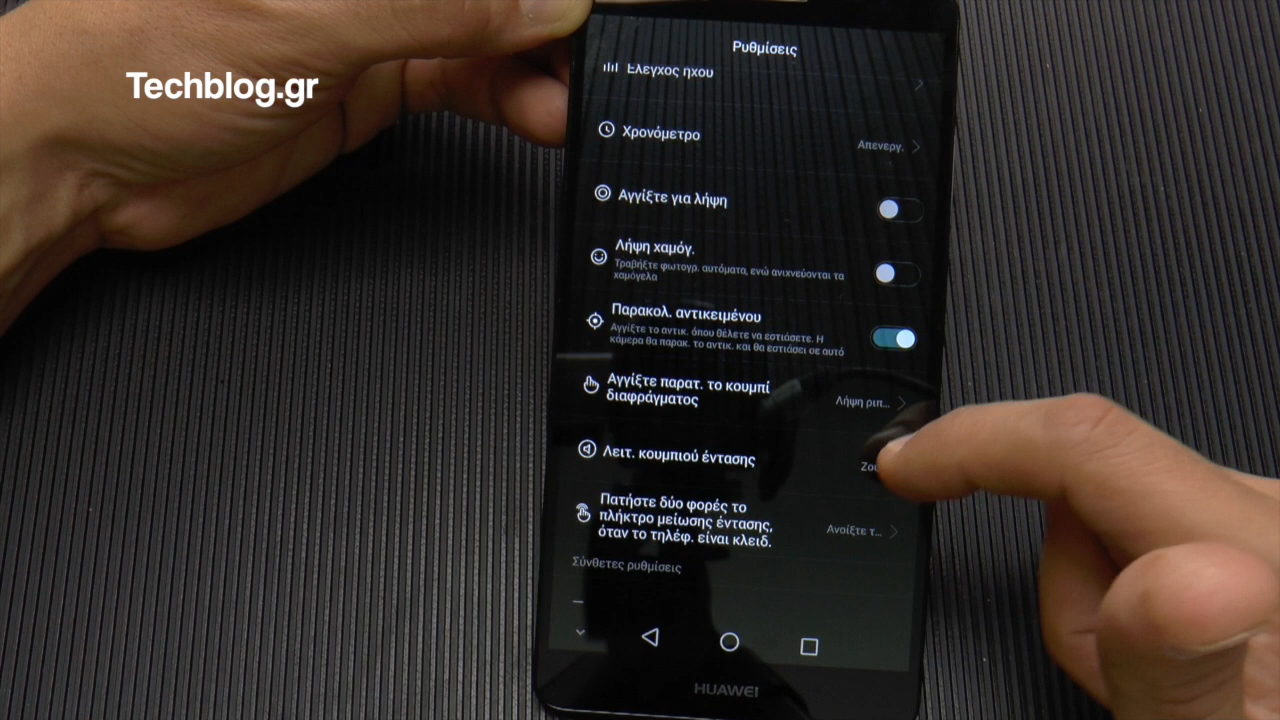 Techblog.gr
Ρυθμίσεις
Έλεγχος ήχου
Χρονόμετρο
Απενεργ.
Αγγίξτε για λήψη
Λήψη χαμόγ.
Τραβήξτε φωτογρ. αυτόματα, ενώ ανιχνεύονται τα
χαμόγελα
Παρακολ. αντικειμένου
Αγγίξτε το αντικ. όπου θέλετε να εστιάσετε. Η
κάμερα θα παρακ. το αντικ. και θα εστιάσει σε αυτό
Αγγίξτε παρατ. το κουμπί
διαφράγματος
Λήψη ριπ...
Λειτ. κουμπιού έντασης
Ζου
Πατήστε δύο φορές το
πλήκτρο μείωσης έντασης,
όταν το τηλέφ. είναι κλειδ.
Ανοίξτε τ...
Σύνθετες ρυθμίσεις
HUAWEI